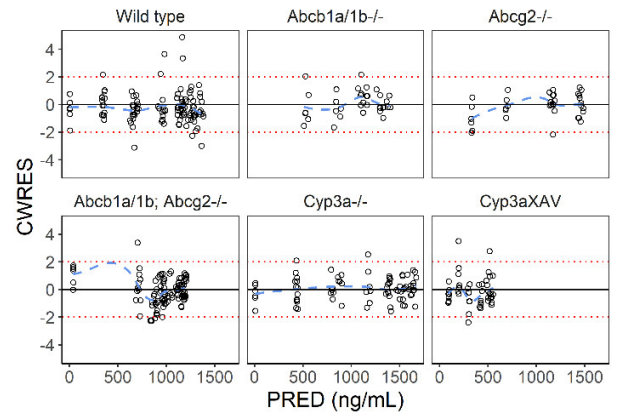 Wild type
Abcb1a/1b-/-
Abcg2-/-
4
2
0
-2
-4
CWRES
Abcb1a/1b; Abcg2-/-
Cyp3a-/-
Cyp3aXAV
4
2
0
-2
-4
0 500 1000 1500 0 500 1000 1500 0 500 1000 1500
PRED (ng/mL)